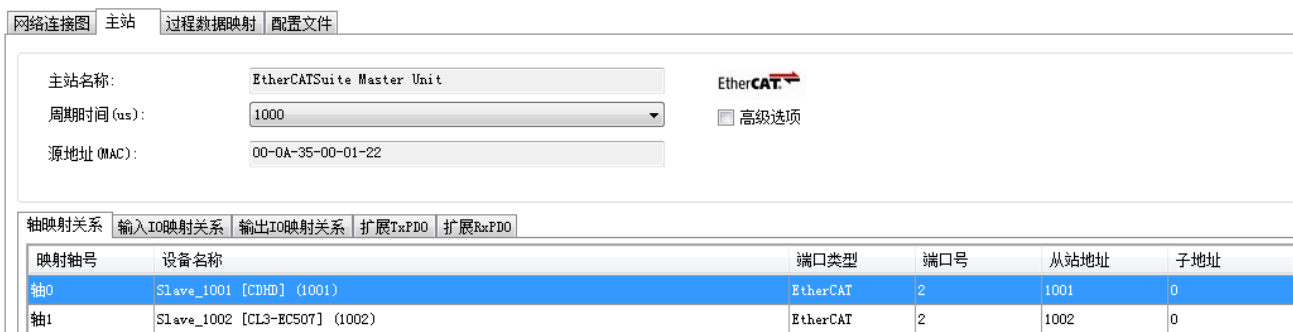 网络连接图 主站 过程数据映射 配置文件
主站名称: EtherCATSuite Master Unit EtherCAT.
周期时间(us): 1000 高级选项
源地址(MAC): 00-0A-35-00-01-22
轴映射关系 输入IO映射关系 输出IO映射关系 扩展TxPDO 扩展RxPDO
映射轴号 设备名称 端口类型 端口号 从站地址 子地址
轴0 Slave_1001 [CDHD] (1001) EtherCAT 2 1001 0
轴1 Slave_1002 [CL3-EC507] (1002) EtherCAT 2 1002 0